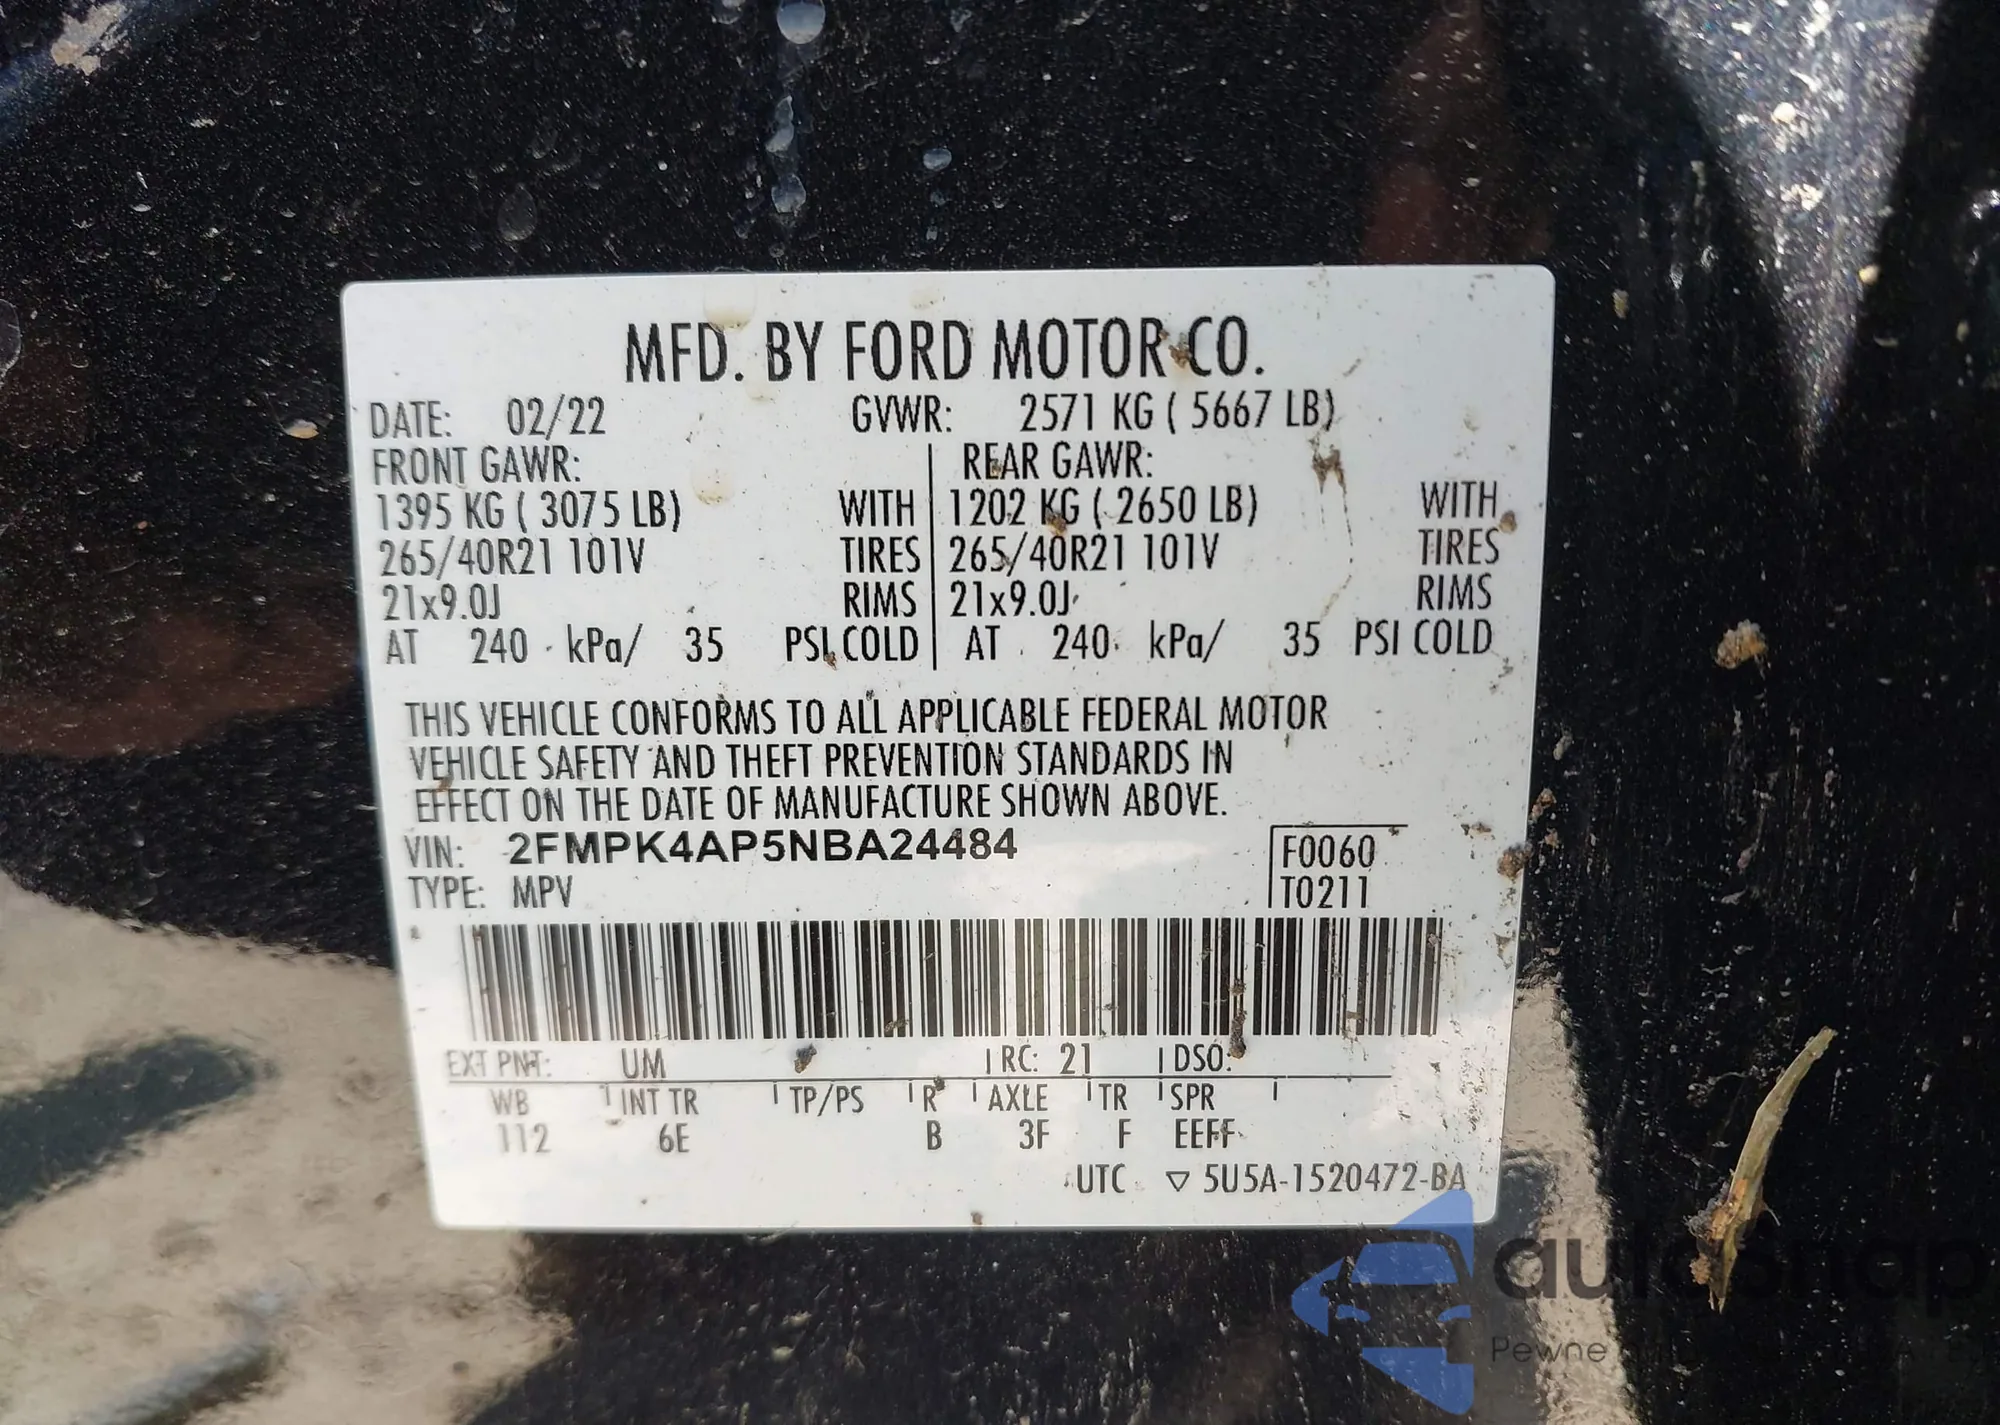 MFD. BY FORD MOTOR CO.
DATE: 02/22 GVWR: 2571 KG ( 5667 LB)
FRONT GAWR: REAR GAWR:
1395 KG ( 3075 LB) WITH 1202 KG ( 2650 LB) WITH
265/40R21 101V TIRES 265/40R21 101V TIRES
21x9.0J RIMS 21x9.0J RIMS
AT 240 kPa/ 35 PSI COLD AT 240 kPa/ 35 PSI COLD
THIS VEHICLE CONFORMS TO ALL APPLICABLE FEDERAL MOTOR
VEHICLE SAFETY AND THEFT PREVENTION STANDARDS IN
EFFECT ON THE DATE OF MANUFACTURE SHOWN ABOVE.
VIN: 2FMPK4AP5NBA24484 F0060
TYPE: MPV T0211
EXT PNT: UM RC: 21 DSO:
WB INT TR TP/PS R AXLE TR SPR
112 6E B 3F F EEFF
UTC ▽ 5U5A-1520472-BA
autosnap
Pewne